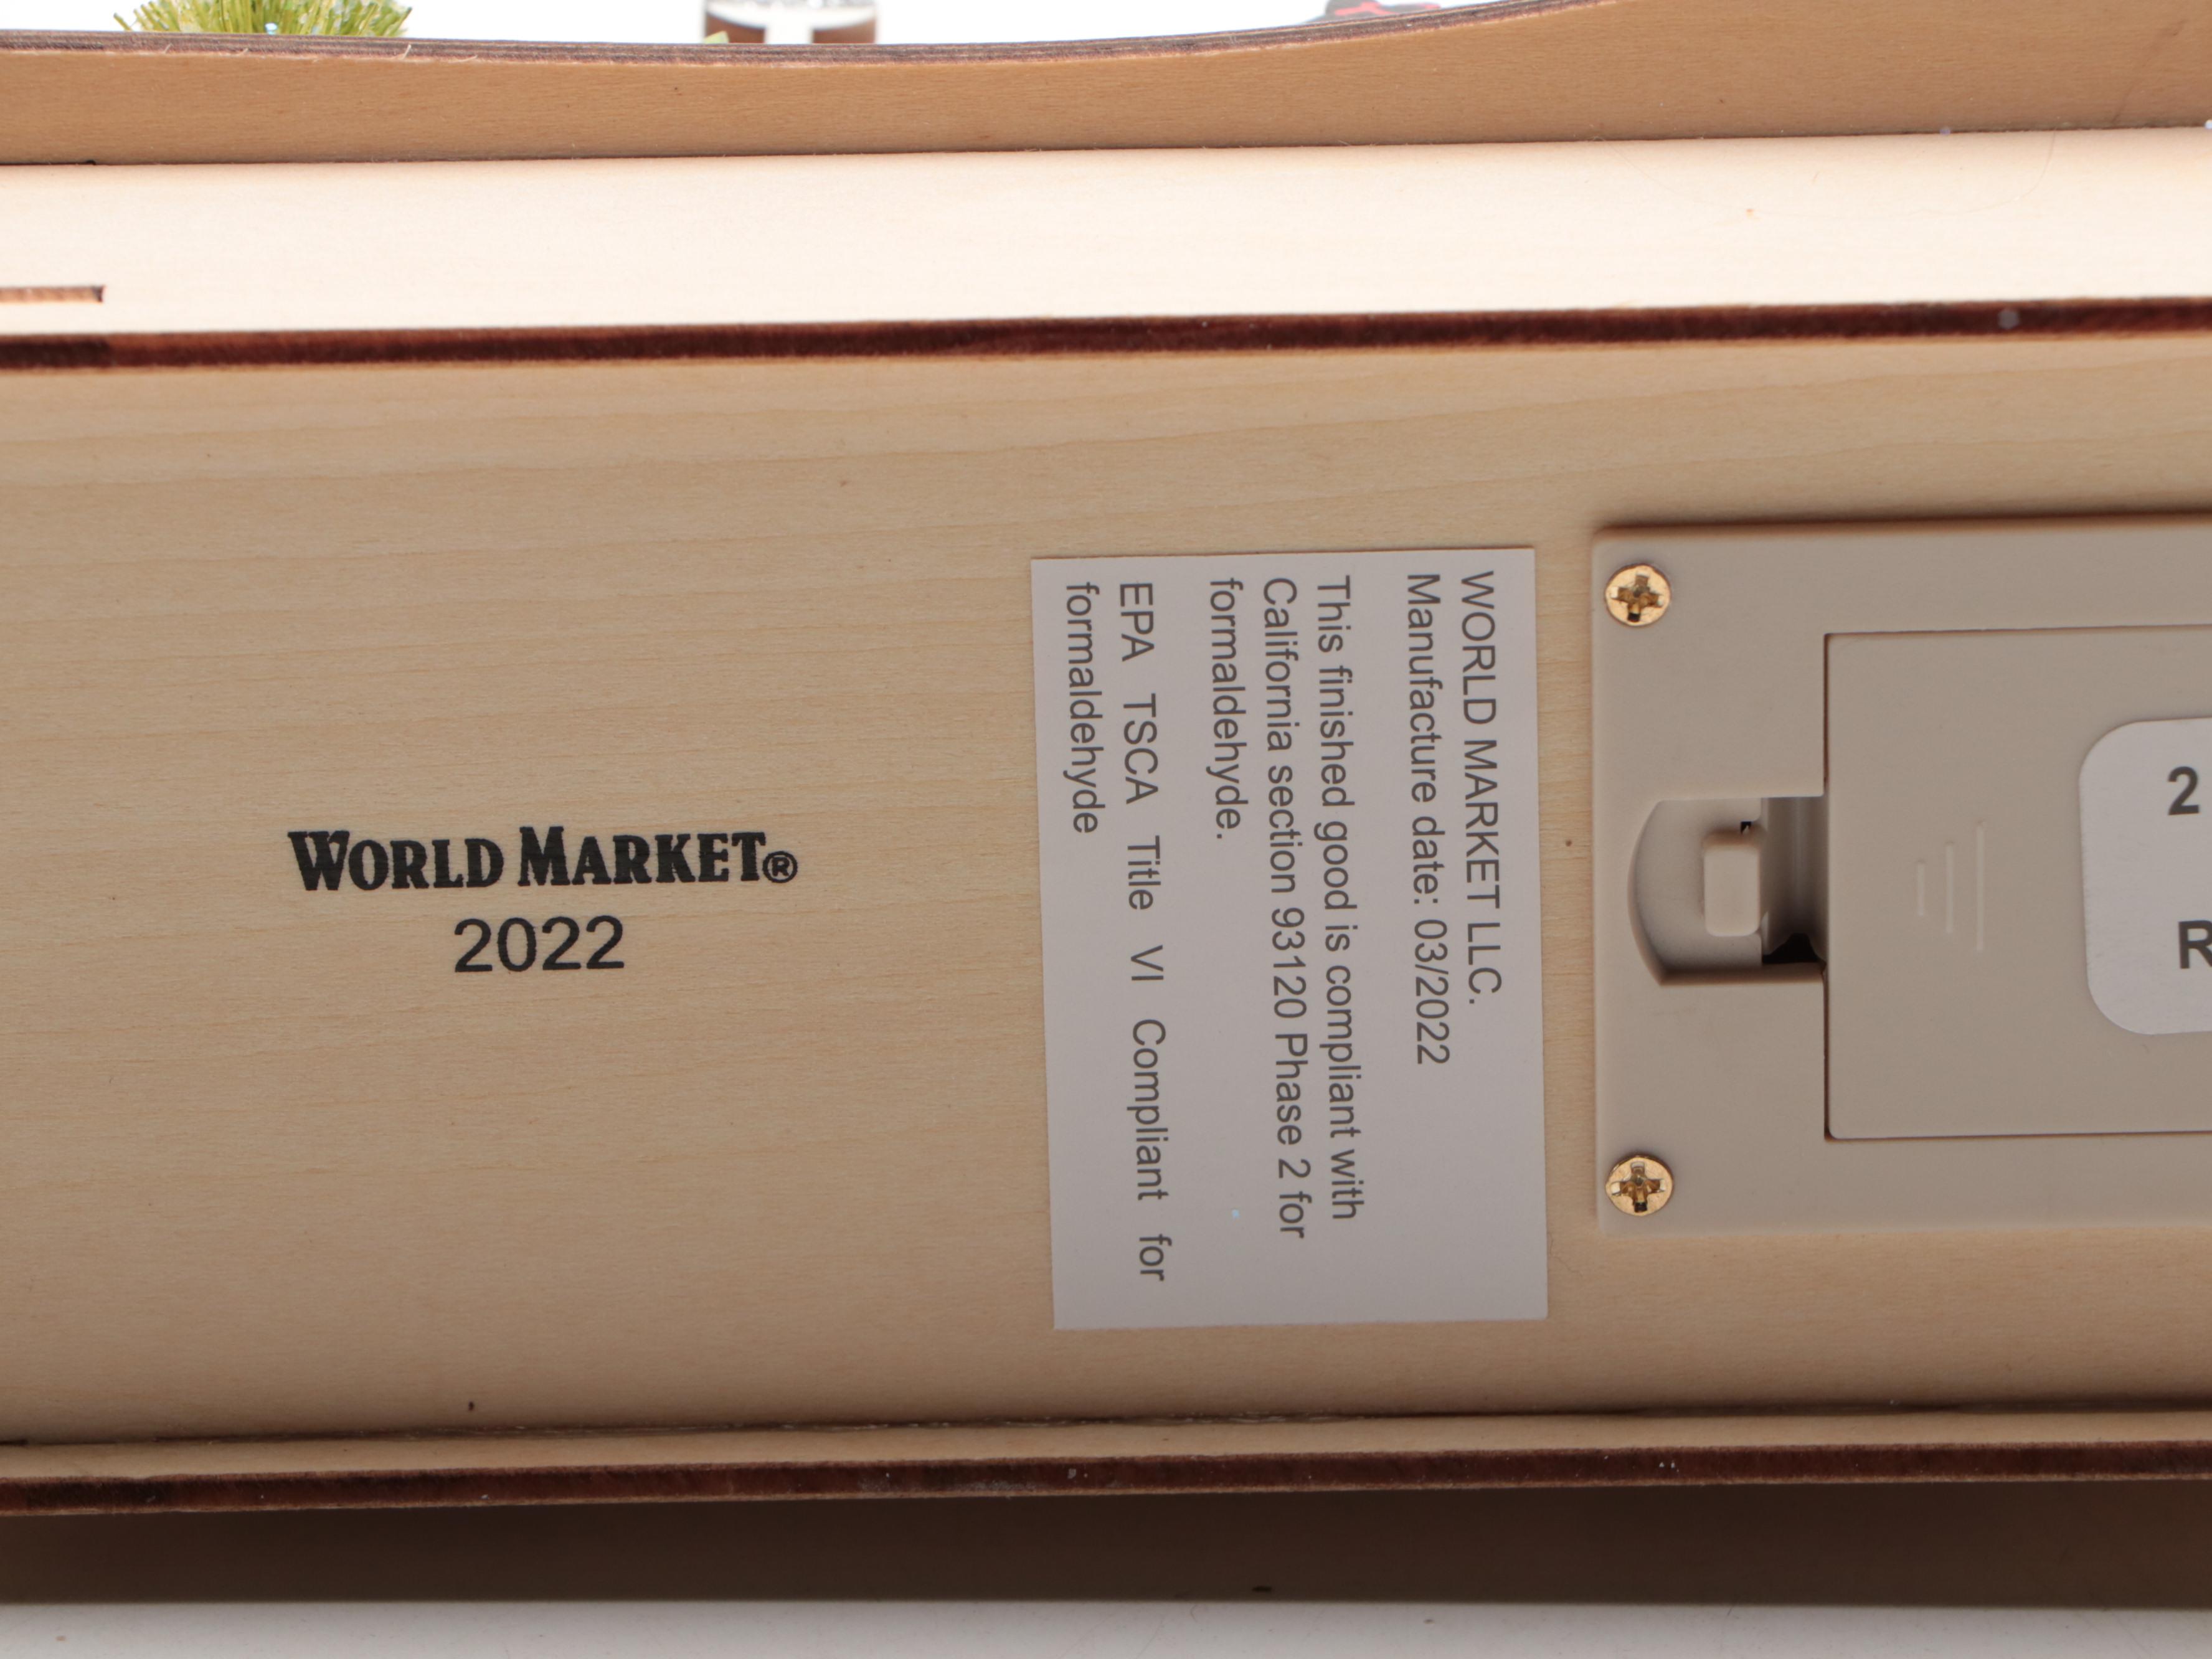 WORLD MARKET®
2022
WORLD MARKET LLC.
Manufacture date: 03/2022
This finished good is compliant with
California section 93120 Phase 2 for
formaldehyde.
EPA TSCA Title VI Compliant for
formaldehyde
2
R